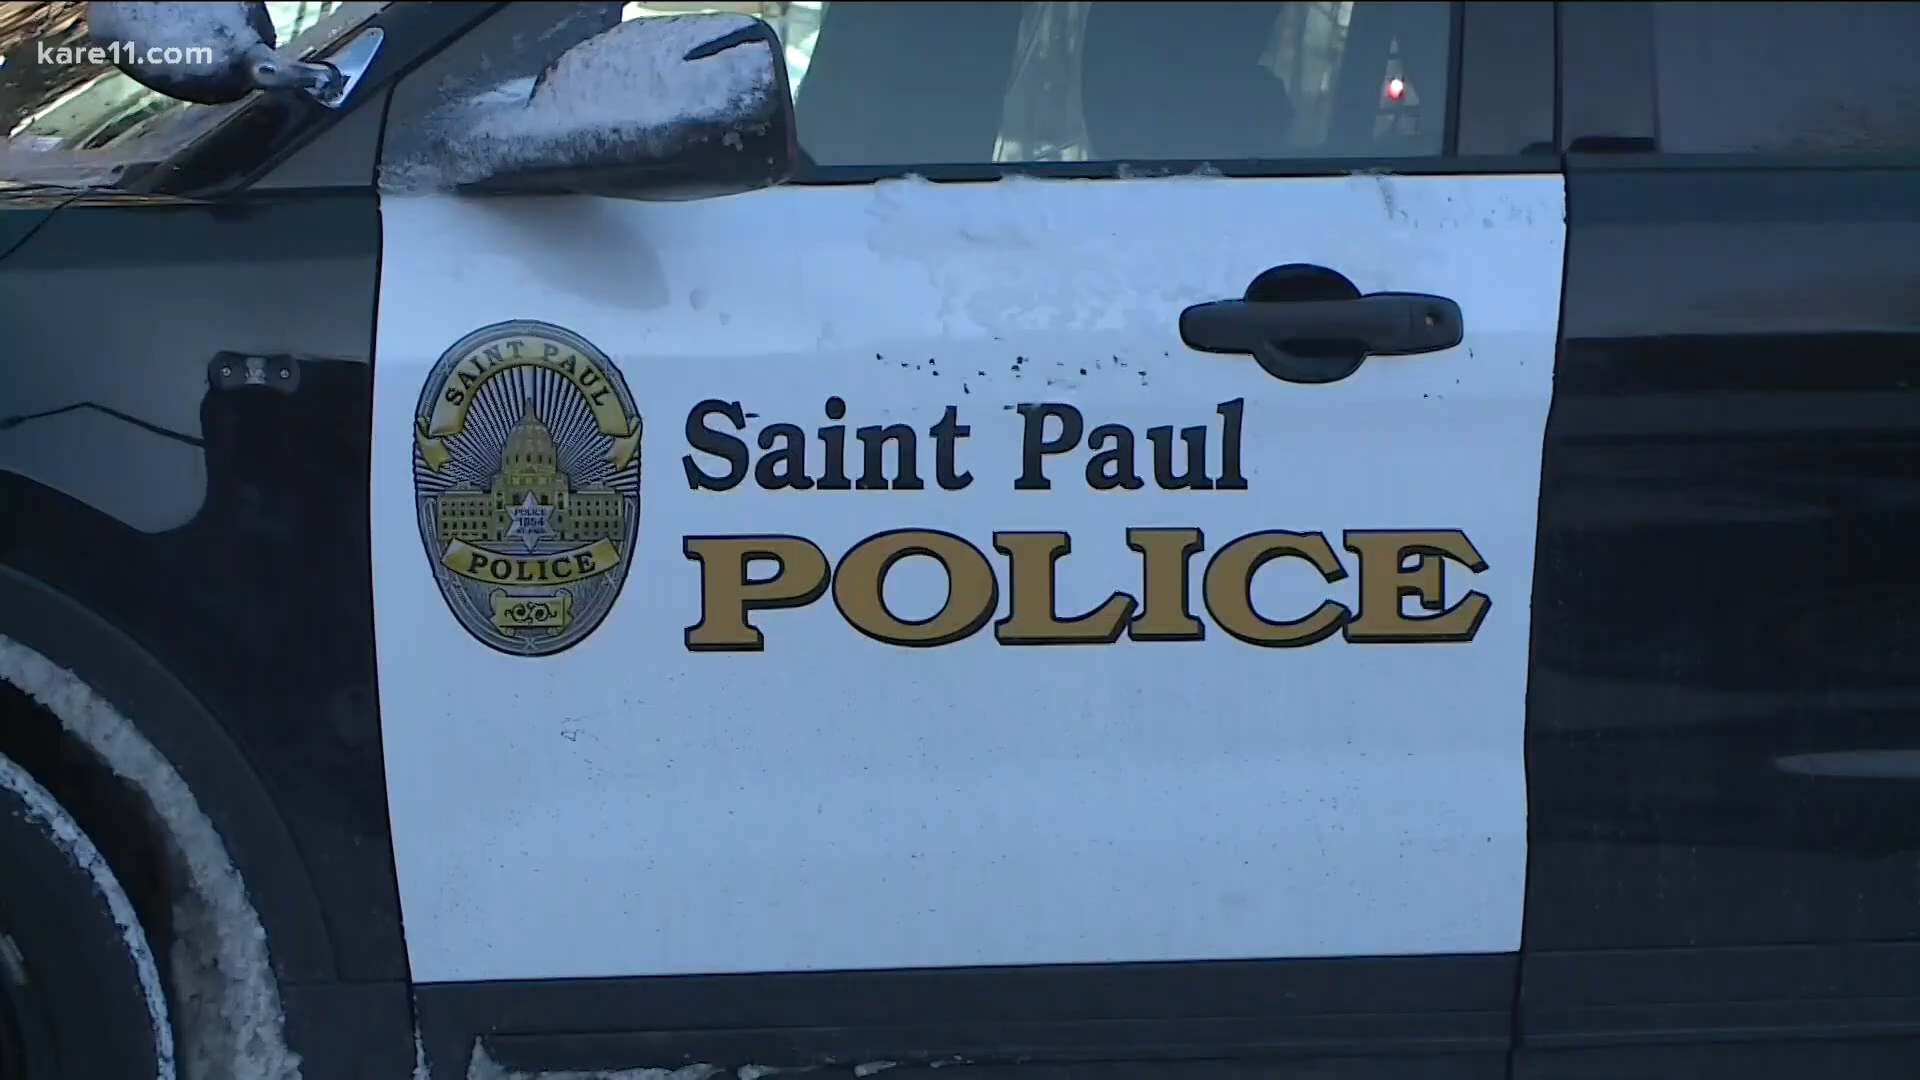 kare11.com
SAINT PAUL
POLICE
1854
POLICE
Saint Paul
POLICE